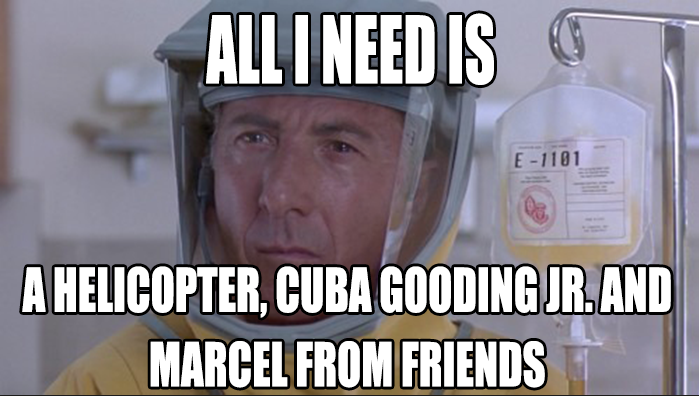 ALL I NEED IS
E-1101
A HELICOPTER, CUBA GOODING JR. AND
MARCEL FROM FRIENDS